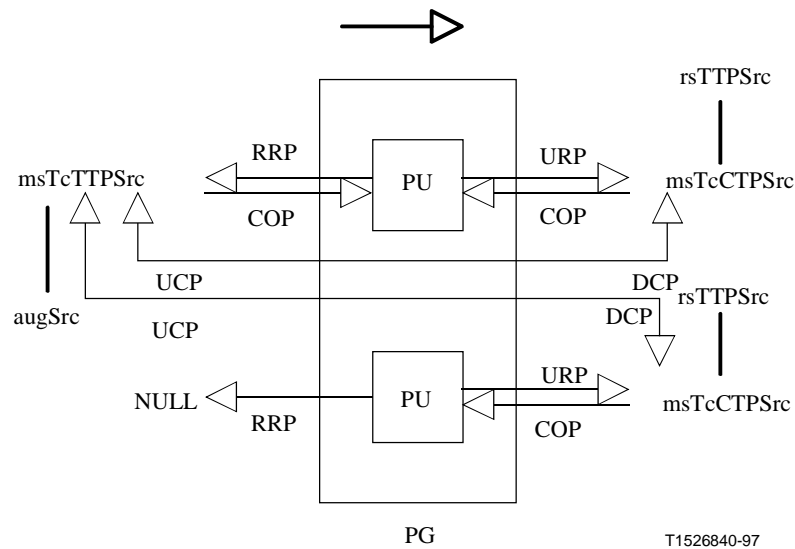 rsTTPSrc
RRP
URP
msTcTTPSrc
PU
msTcCTPSrc
COP
COP
UCP
DCP
rsTTPSrc
augSrc
UCP
DCP
URP
NULL
PU
msTcCTPSrc
RRP
COP
PG
T1526840-97